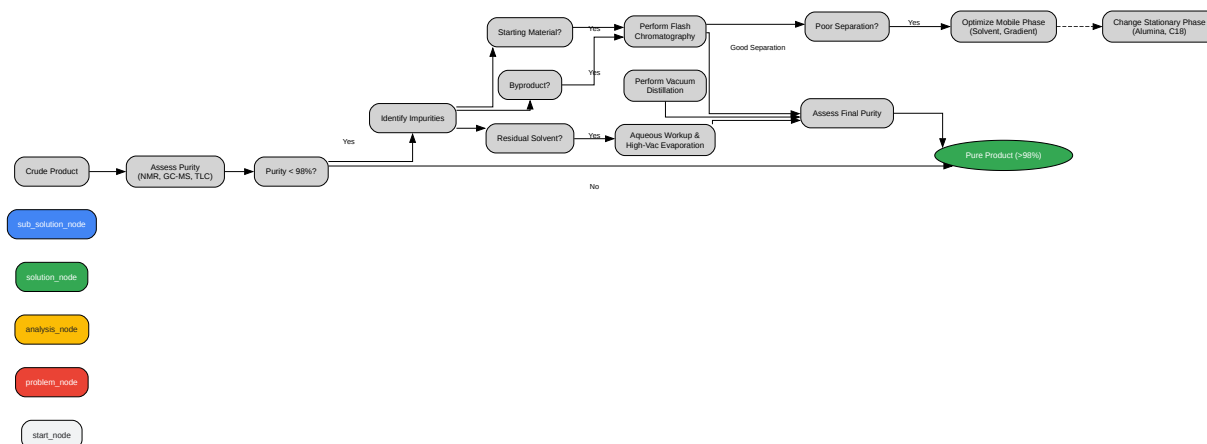 Starting Material?
Yes
Perform Flash
Chromatography
Poor Separation?
Yes
Optimize Mobile Phase
(Solvent, Gradient)
Change Stationary Phase
(Alumina, C18)
Good Separation
Byproduct?
Yes
Perform Vacuum
Distillation
Identify Impurities
Assess Final Purity
Residual Solvent?
Yes
Aqueous Workup &
High-Vac Evaporation
Yes
Pure Product (>98%)
Crude Product
Assess Purity
(NMR, GC-MS, TLC)
Purity < 98%?
No
sub_solution_node
solution_node
analysis_node
problem_node
start_node